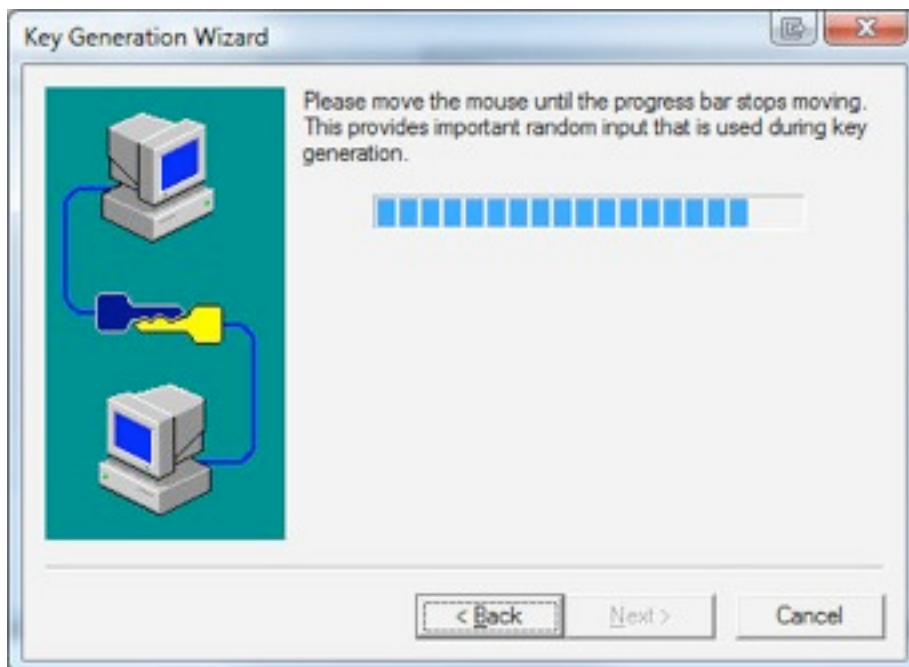 Key Generation Wizard
Please move the mouse until the progress bar stops moving.
This provides important random input that is used during key
generation.
< Back
Next >
Cancel